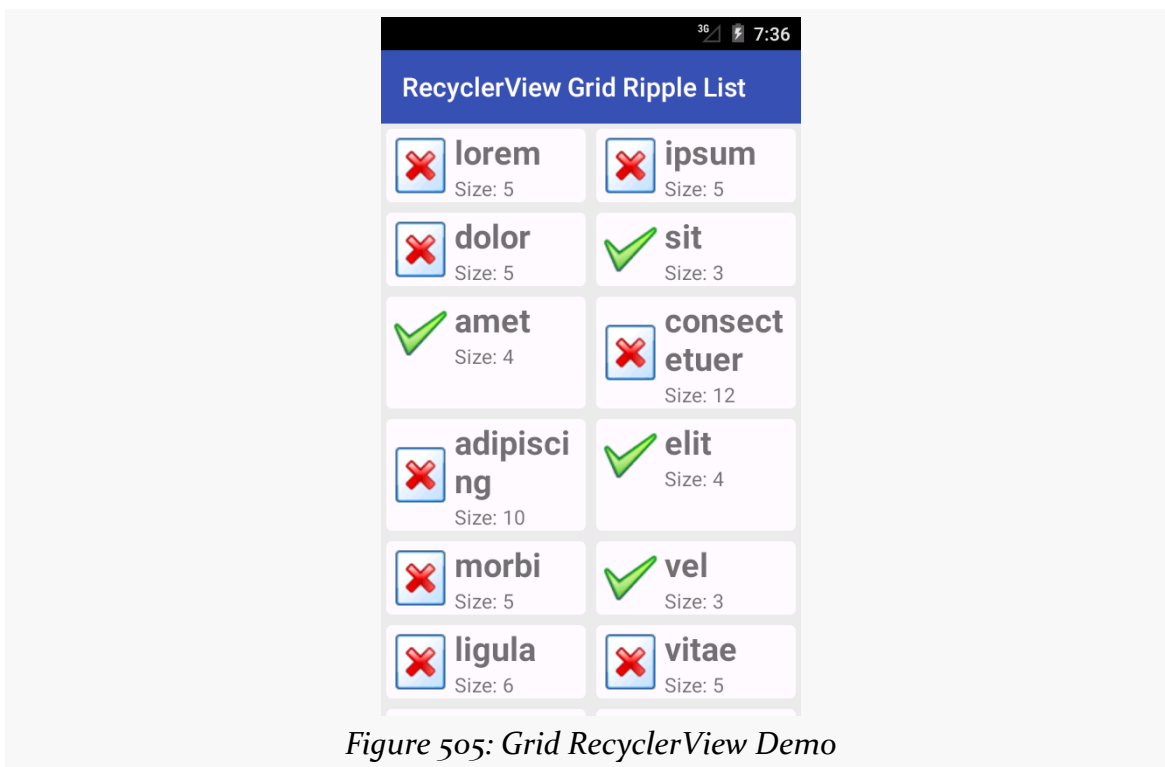 3G 7:36
RecyclerView Grid Ripple List
lorem
Size: 5
ipsum
Size: 5
dolor
Size: 5
sit
Size: 3
amet
Size: 4
consect
etuer
Size: 12
adipisci
ng
Size: 10
elit
Size: 4
morbi
Size: 5
vel
Size: 3
ligula
Size: 6
vitae
Size: 5
Figure 505: Grid RecyclerView Demo